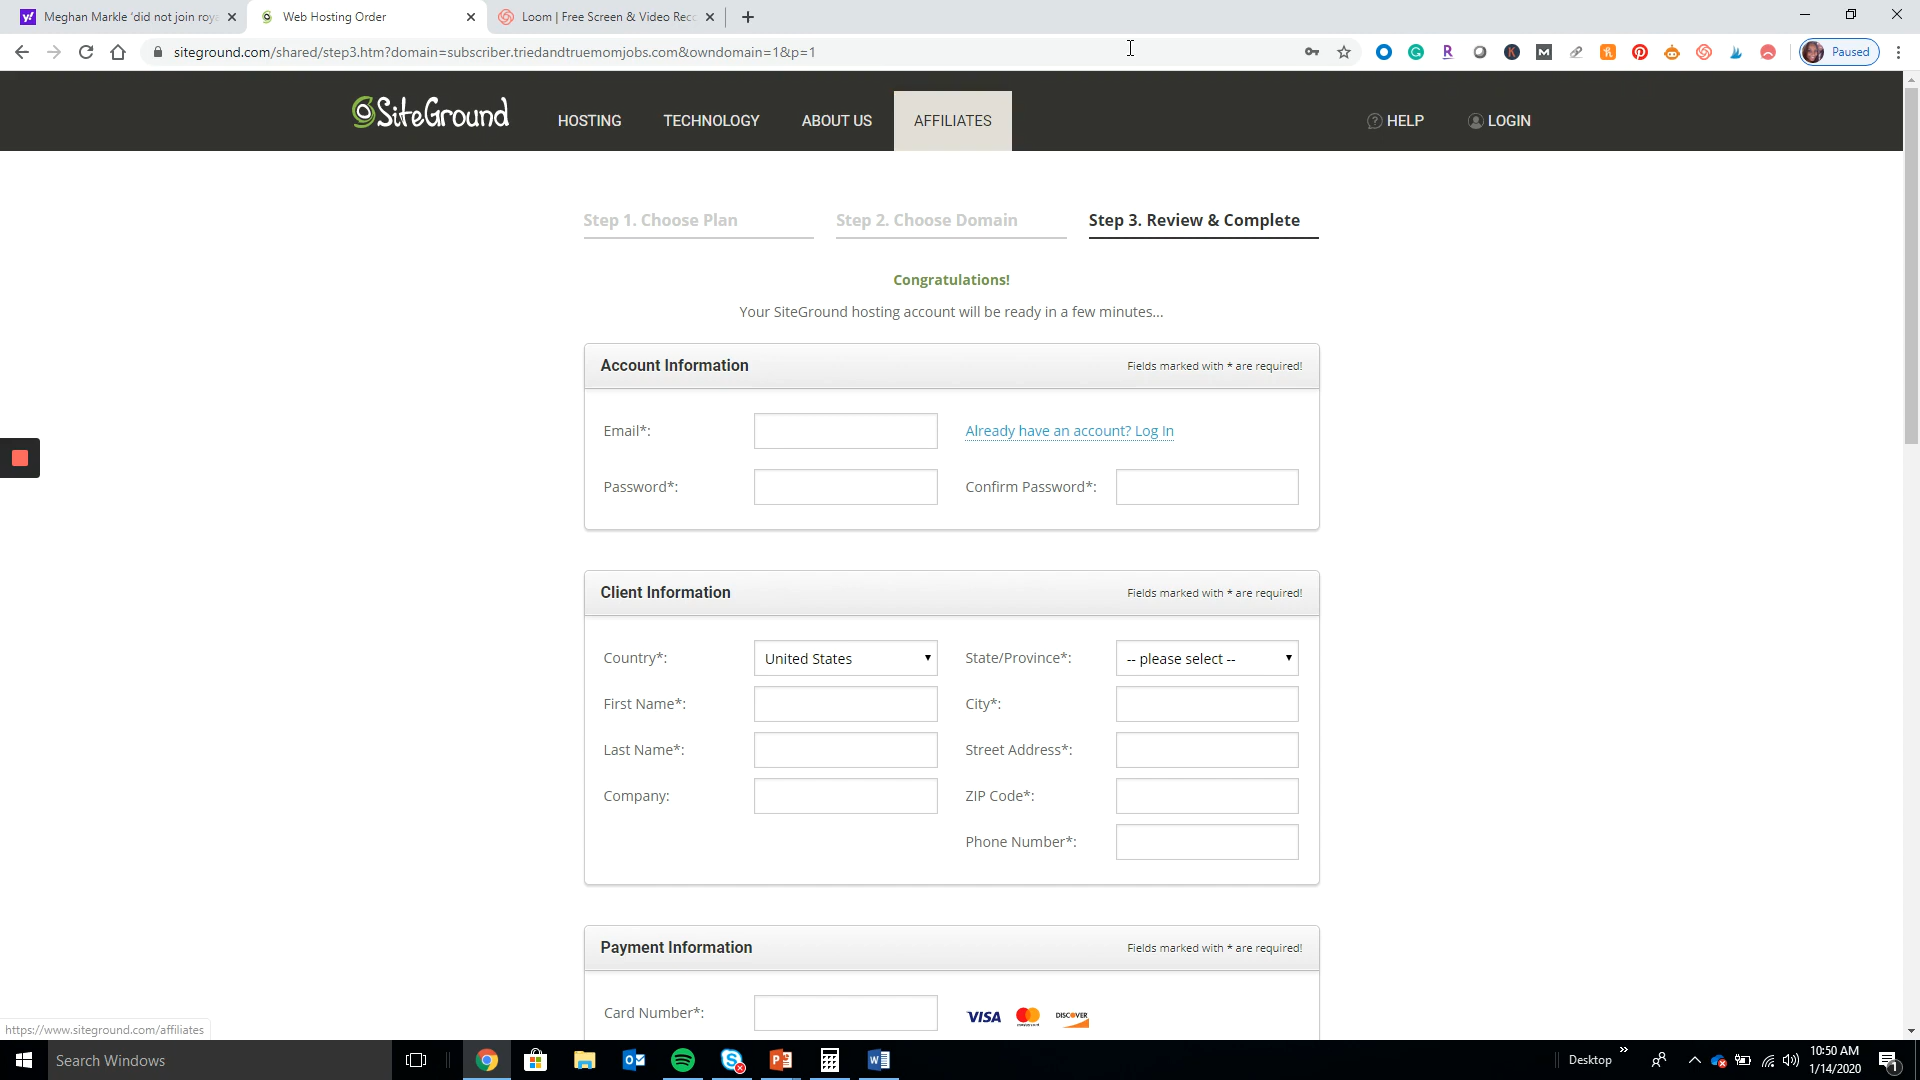 Meghan Markle 'did not join roya
Web Hosting Order
Loom | Free Screen & Video Rec
siteground.com/shared/step3.htm?domain=subscriber.triedandtruemomjobs.com&owndomain=1&p=1
Paused
SiteGround
HOSTING
TECHNOLOGY
ABOUT US
AFFILIATES
HELP
LOGIN
Step 1. Choose Plan
Step 2. Choose Domain
Step 3. Review & Complete
Congratulations!
Your SiteGround hosting account will be ready in a few minutes...
Account Information
Fields marked with * are required!
Email*:
Already have an account? Log In
Password*:
Confirm Password*:
Client Information
Fields marked with * are required!
Country*:
United States
State/Province*:
-- please select --
First Name*:
City*:
Last Name*:
Street Address*:
Company:
ZIP Code*:
Phone Number*:
Payment Information
Fields marked with * are required!
Card Number*:
VISA
DISCOVER
https://www.siteground.com/affiliates
Search Windows
Desktop
10:50 AM
1/14/2020
1